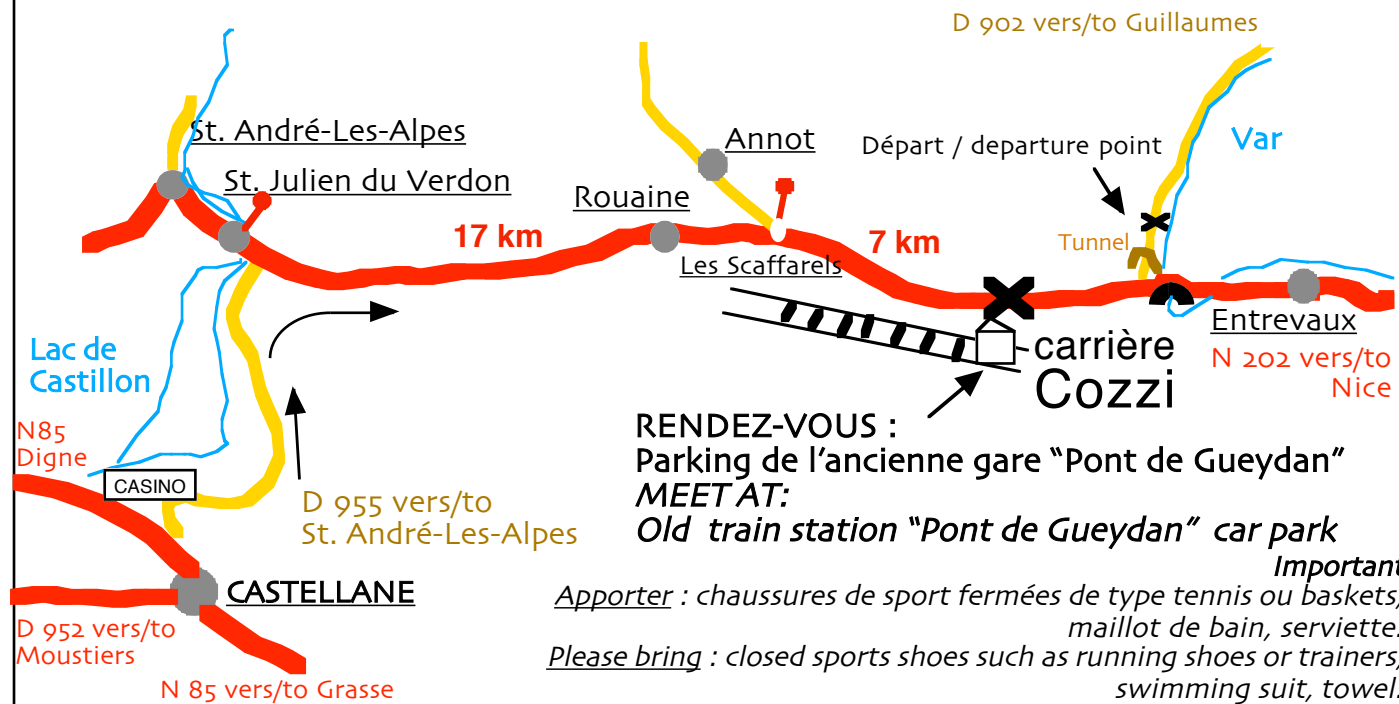 D 902 vers/to Guillaumes
St. André-Les-Alpes
Annot
Départ / departure point
Var
St. Julien du Verdon
Rouaine
17 km
7 km
Tunnel
Les Scaffarels
Entrevaux
Lac de
Castillon
carrière
Cozzi
N 202 vers/to
Nice
N85
Digne
CASINO
D 955 vers/to
St. André-Les-Alpes
RENDEZ-VOUS :
Parking de l'ancienne gare “Pont de Gueydan”
MEET AT:
Old train station “Pont de Gueydan” car park
CASTELLANE
D 952 vers/to
Moustiers
N 85 vers/to Grasse
Important
Apporter : chaussures de sport fermées de type tennis ou baskets,
maillot de bain, serviette.
Please bring : closed sports shoes such as running shoes or trainers,
swimming suit, towel.